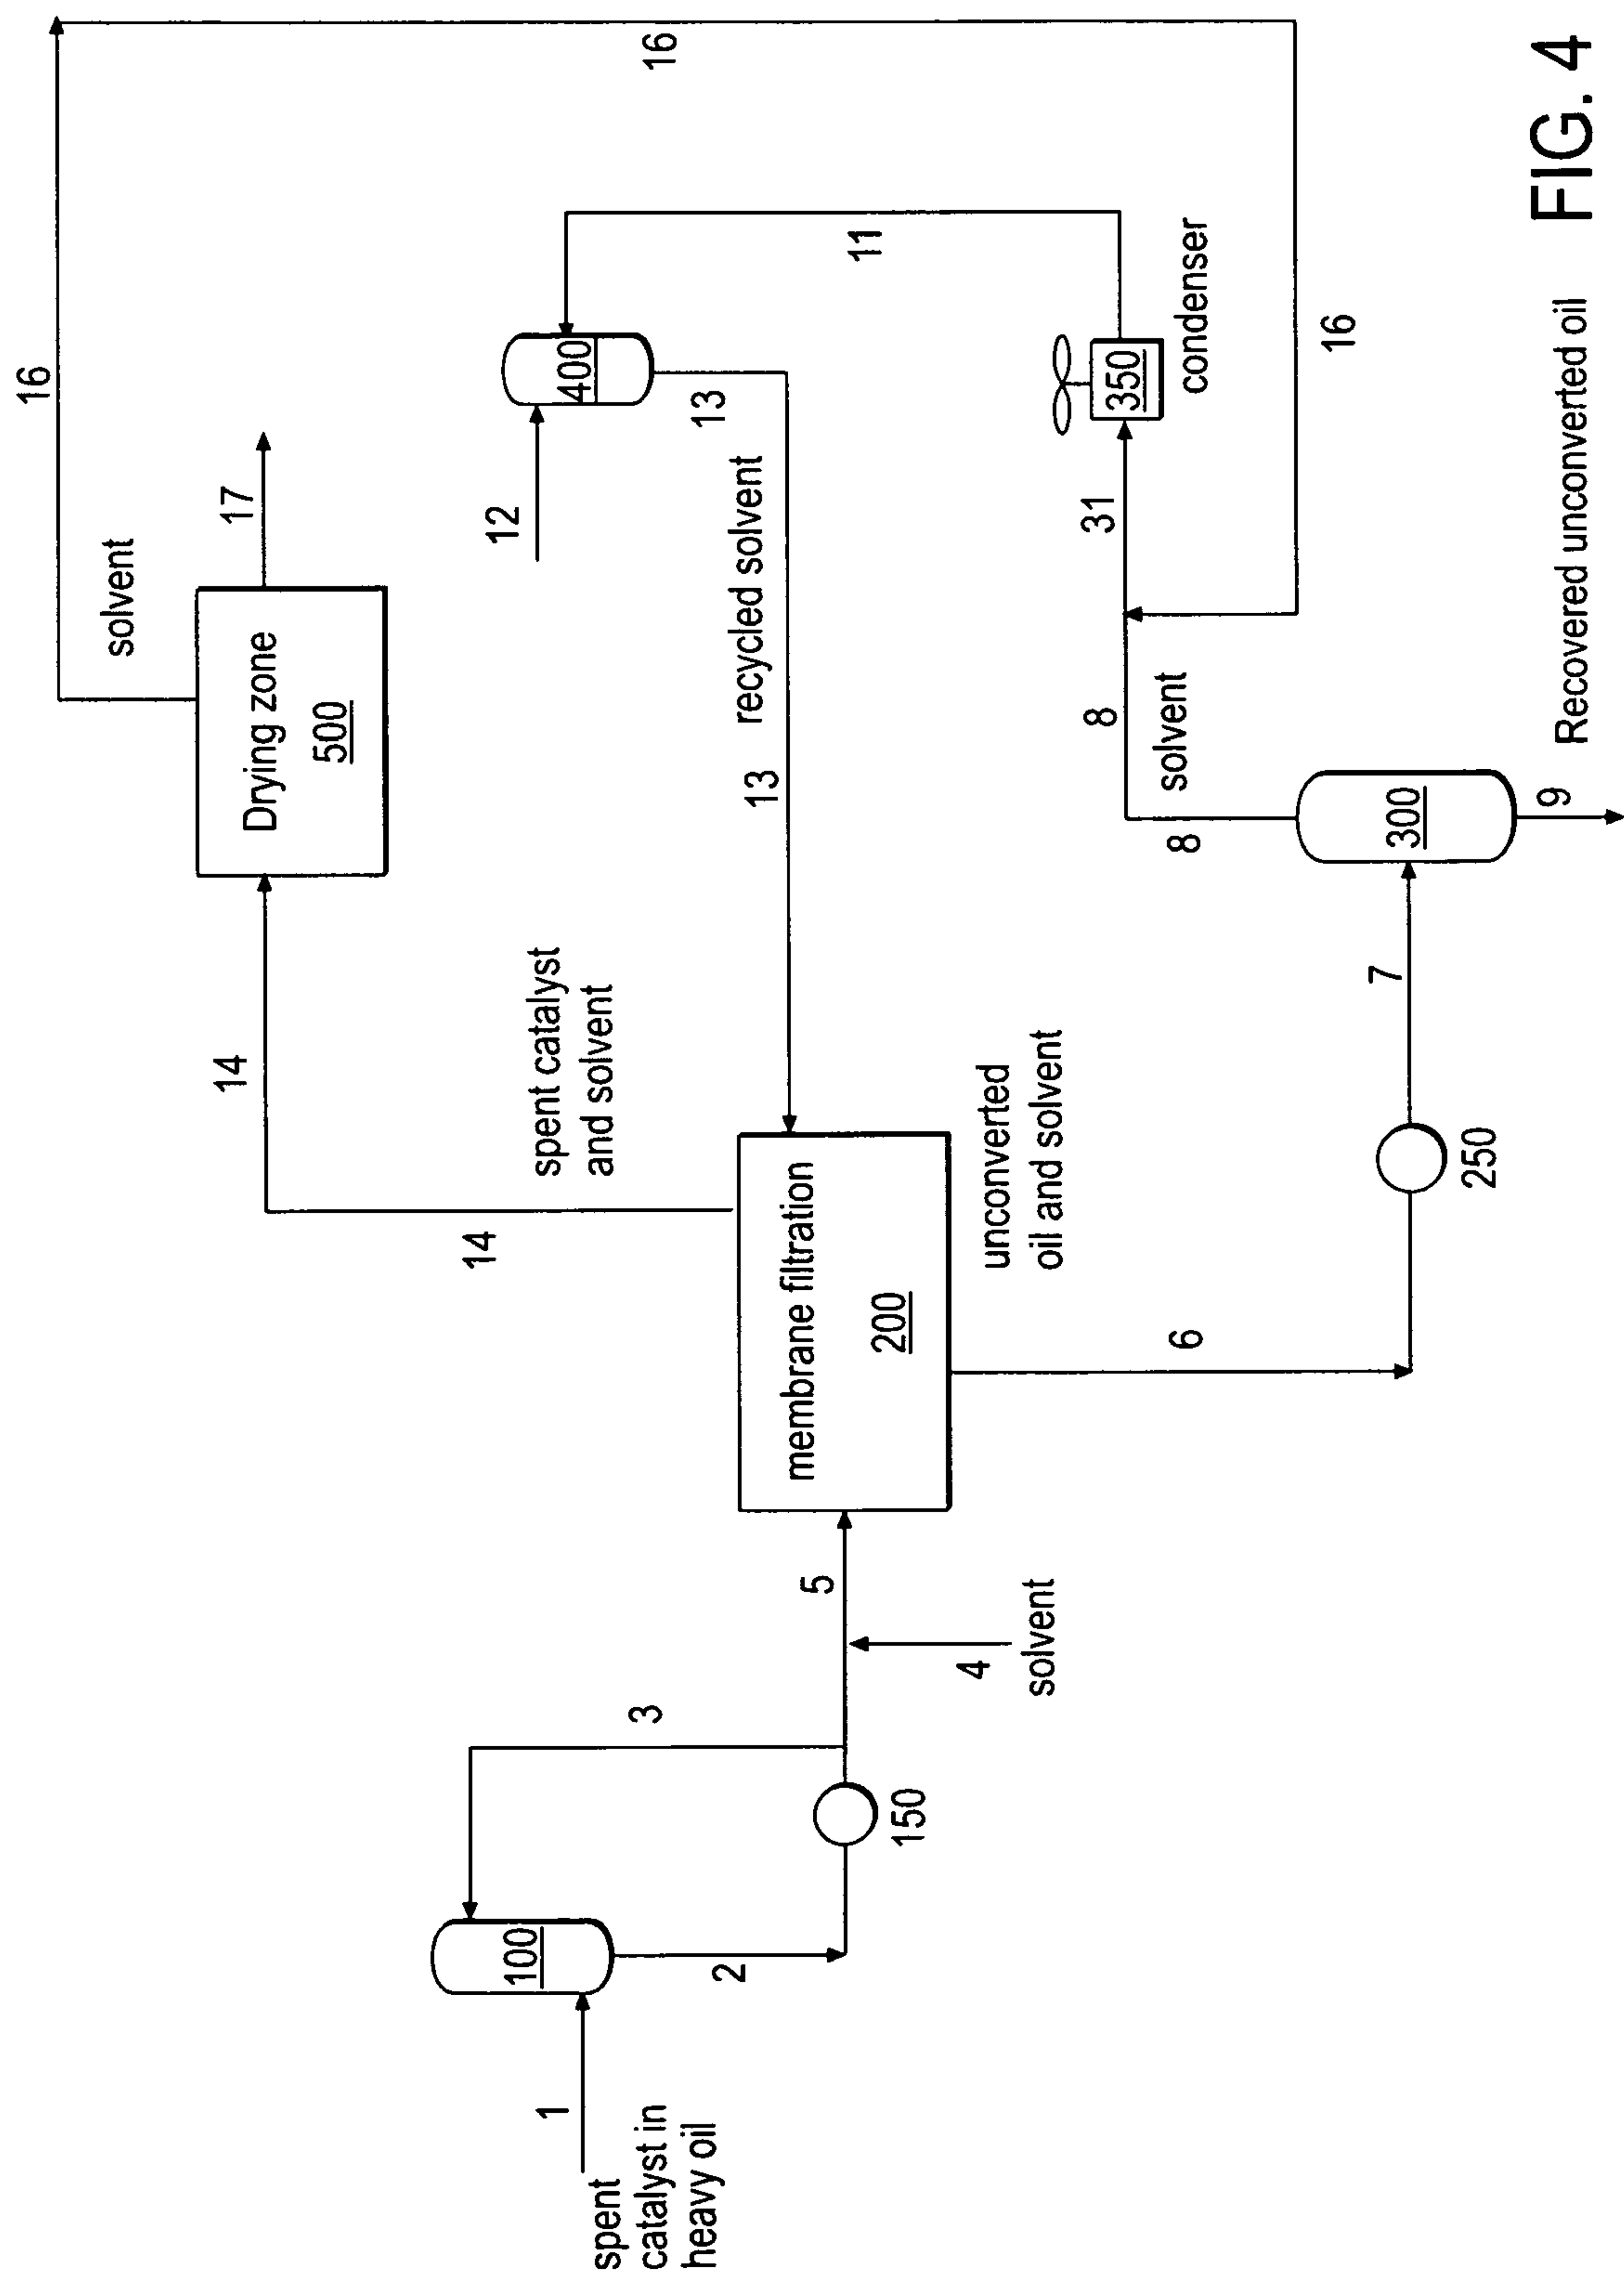 16
solvent
16
Drying zone
500
17
14
14
spent catalyst
and solvent
400
12
13
recycled solvent
13
11
1
spent
catalyst in
heavy oil
100
2
3
150
4
solvent
5
membrane filtration
200
unconverted
oil and solvent
6
250
7
300
8
solvent
8
31
350
condenser
16
9
Recovered unconverted oil
FIG. 4